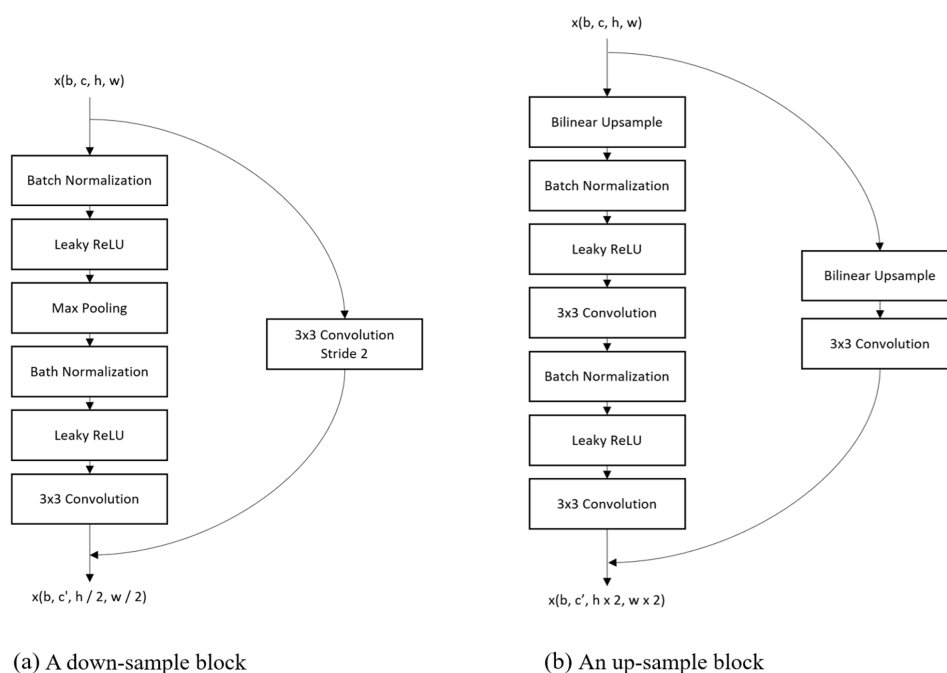 x(b, c, h, w)
Batch Normalization
Leaky ReLU
Max Pooling
Bath Normalization
Leaky ReLU
3x3 Convolution
3x3 Convolution
Stride 2
x(b, c', h / 2, w / 2)
(a) A down-sample block
x(b, c, h, w)
Bilinear Upsample
Batch Normalization
Leaky ReLU
3x3 Convolution
Batch Normalization
Leaky ReLU
3x3 Convolution
Bilinear Upsample
3x3 Convolution
x(b, c’, h x 2, w x 2)
(b) An up-sample block